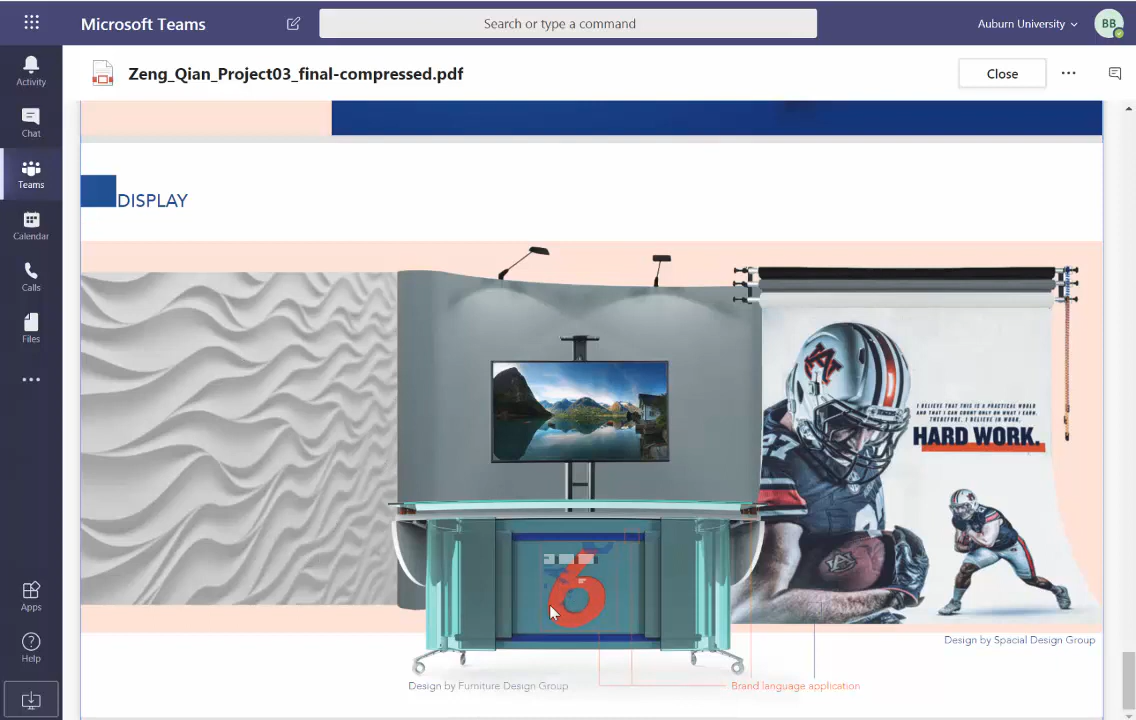 Microsoft Teams
Search or type a command
Auburn University
BB
Activity
Chat
Teams
Calendar
Calls
Files
Apps
Help
Zeng_Qian_Project03_final-compressed.pdf
Close
DISPLAY
I BELIEVE THAT THIS IS A PRACTICAL WORLD
AND THAT I CAN COUNT ONLY ON WHAT I EARN.
THEREFORE, I BELIEVE IN WORK.
HARD WORK.
6
Design by Spacial Design Group
Design by Furniture Design Group
Brand language application